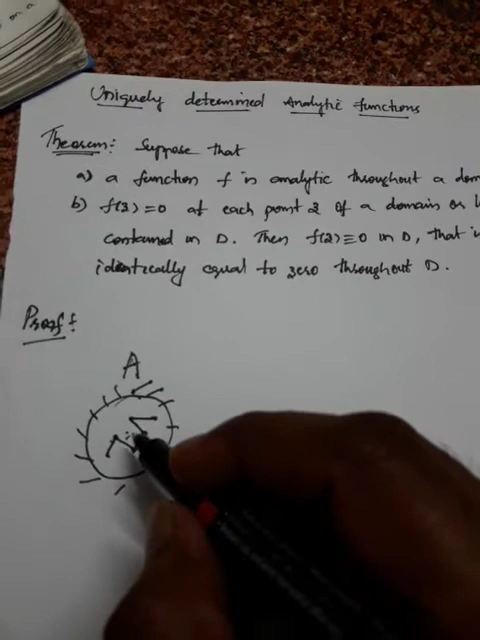 Uniquely determined Analytic functions
Theorem: Suppose that
a) a function f is analytic throughout a dom
b) f(z)=0 at each point z of a domain or l
contained in D. Then f(z)≡0 in D, that i
identically equal to zero throughout D.
Proof:
A